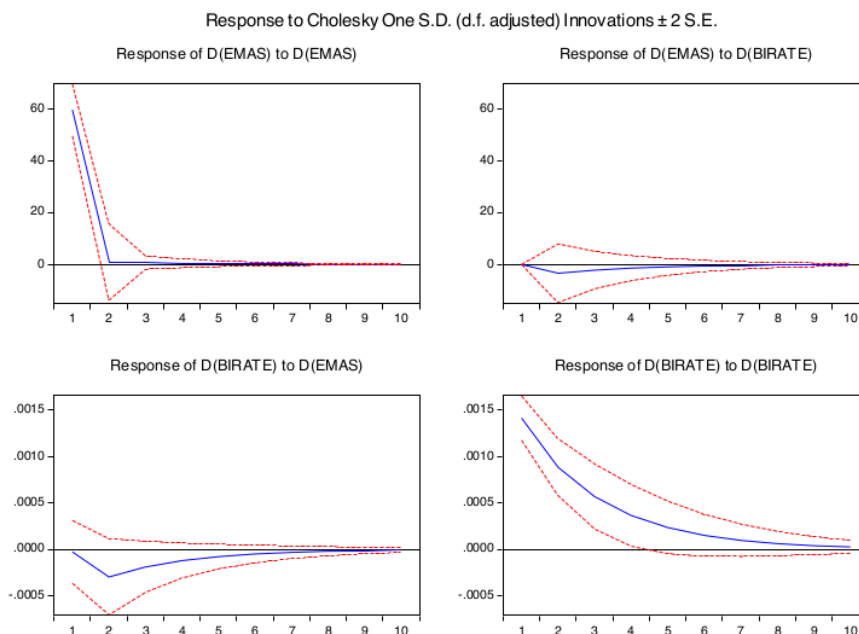 Response to Cholesky One S.D. (d.f. adjusted) Innovations ± 2 S.E.
Response of D(EMAS) to D(EMAS)
60
40
20
0
1 2 3 4 5 6 7 8 9 10
Response of D(EMAS) to D(BIRATE)
60
40
20
0
1 2 3 4 5 6 7 8 9 10
Response of D(BIRATE) to D(EMAS)
.0015
.0010
.0005
.0000
-.0005
1 2 3 4 5 6 7 8 9 10
Response of D(BIRATE) to D(BIRATE)
.0015
.0010
.0005
.0000
-.0005
1 2 3 4 5 6 7 8 9 10